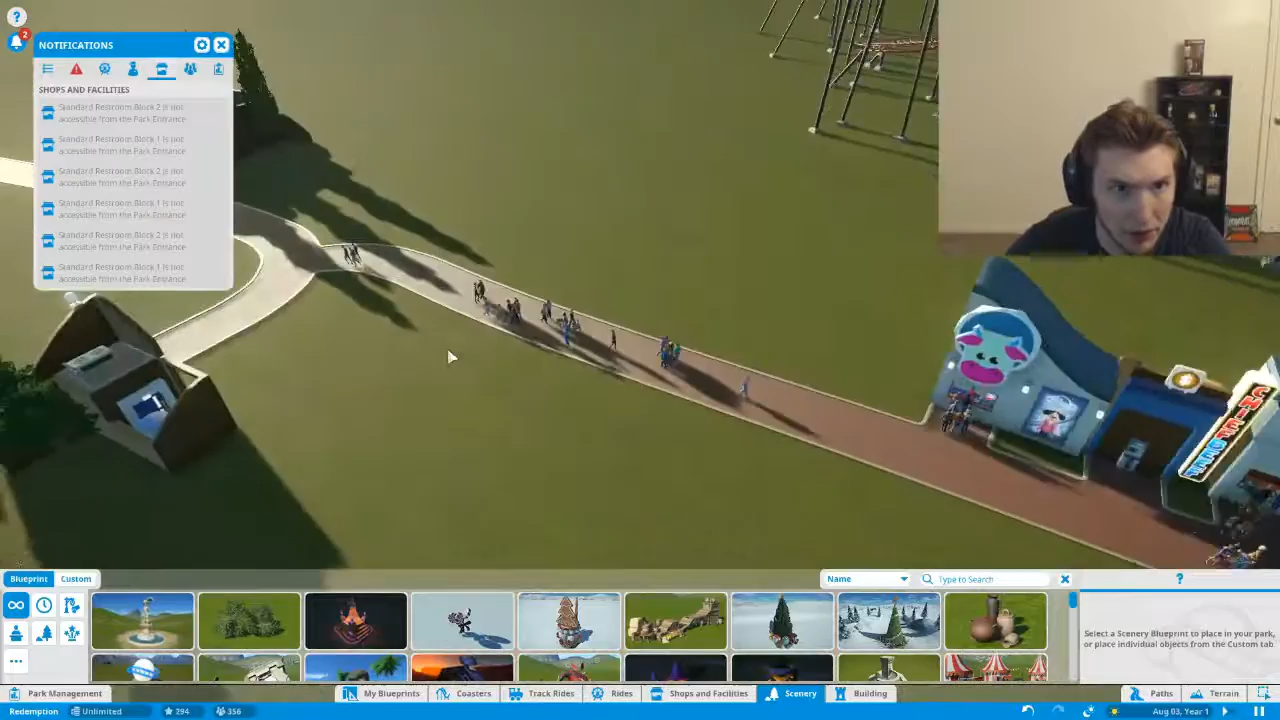 ?
2
NOTIFICATIONS
SHOPS AND FACILITIES
Standard Restroom Block 2 is not
accessible from the Park Entrance
Standard Restroom Block 1 is not
accessible from the Park Entrance
Standard Restroom Block 2 is not
accessible from the Park Entrance
Standard Restroom Block 1 is not
accessible from the Park Entrance
Standard Restroom Block 2 is not
accessible from the Park Entrance
Standard Restroom Block 1 is not
accessible from the Park Entrance
CHIEF
Blueprint
Custom
Name
Type to Search
?
Select a Scenery Blueprint to place in your park,
or place individual objects from the Custom tab
Park Management
My Blueprints
Coasters
Track Rides
Rides
Shops and Facilities
Scenery
Building
Paths
Terrain
Redemption
Unlimited
294
356
Aug 03, Year 1